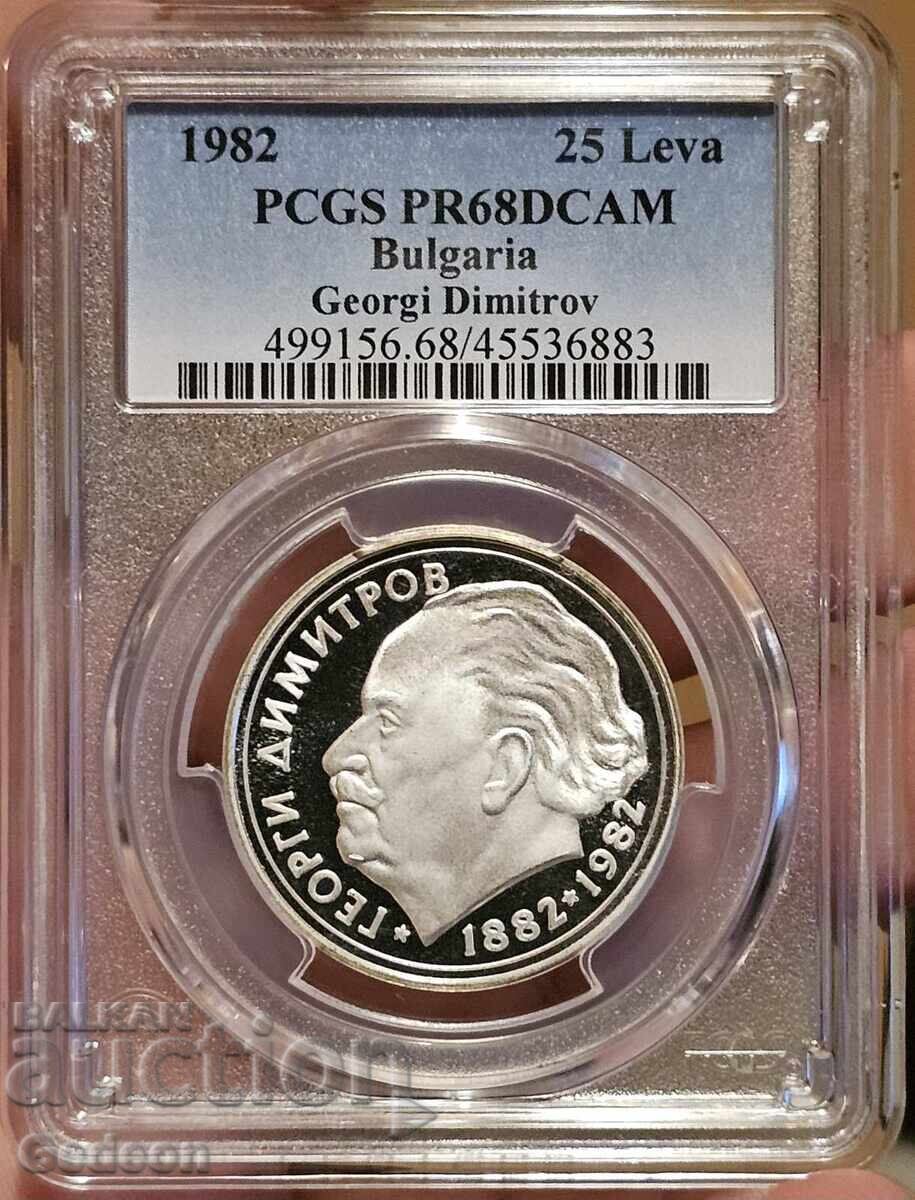 1982 25 Leva
PCGS PR68DCAM
Bulgaria
Georgi Dimitrov
499156.68/45536883
ГЕОРГИ ДИМИТРОВ
1882*1982
BALKAN
auction
Gedeon